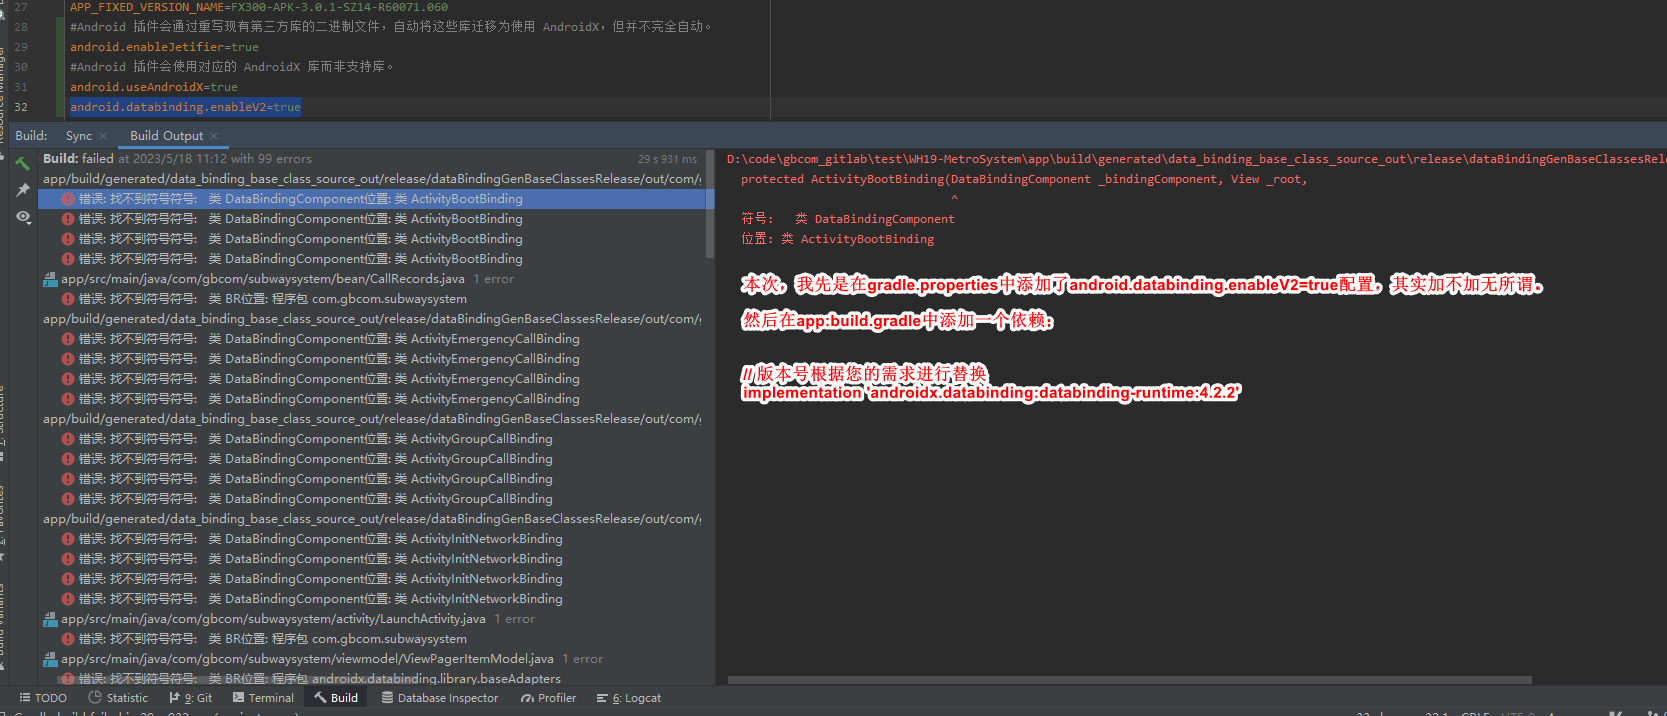 27 APP_FIXED_VERSION_NAME=FX300-APK-3.0.1-SZ14-R60071.060
28 #Android 插件会通过重写现有第三方库的二进制文件，自动将这些库迁移为使用 AndroidX，但并不完全自动。
29 android.enableJetifier=true
30 #Android 插件会使用对应的 AndroidX 库而非支持库。
31 android.useAndroidX=true
32 android.databinding.enableV2=true
Build: Sync × Build Output ×
Build: failed at 2023/5/18 11:12 with 99 errors 29 s 931 ms
app/build/generated/data_binding_base_class_source_out/release/dataBindingGenBaseClassesRelease/out/com/g
错误: 找不到符号符号: 类 DataBindingComponent位置: 类 ActivityBootBinding
错误: 找不到符号符号: 类 DataBindingComponent位置: 类 ActivityBootBinding
错误: 找不到符号符号: 类 DataBindingComponent位置: 类 ActivityBootBinding
错误: 找不到符号符号: 类 DataBindingComponent位置: 类 ActivityBootBinding
app/src/main/java/com/gbcom/subwaysystem/bean/CallRecords.java 1 error
错误: 找不到符号符号: 类 BR位置: 程序包 com.gbcom.subwaysystem
app/build/generated/data_binding_base_class_source_out/release/dataBindingGenBaseClassesRelease/out/com/g
错误: 找不到符号符号: 类 DataBindingComponent位置: 类 ActivityEmergencyCallBinding
错误: 找不到符号符号: 类 DataBindingComponent位置: 类 ActivityEmergencyCallBinding
错误: 找不到符号符号: 类 DataBindingComponent位置: 类 ActivityEmergencyCallBinding
错误: 找不到符号符号: 类 DataBindingComponent位置: 类 ActivityEmergencyCallBinding
app/build/generated/data_binding_base_class_source_out/release/dataBindingGenBaseClassesRelease/out/com/g
错误: 找不到符号符号: 类 DataBindingComponent位置: 类 ActivityGroupCallBinding
错误: 找不到符号符号: 类 DataBindingComponent位置: 类 ActivityGroupCallBinding
错误: 找不到符号符号: 类 DataBindingComponent位置: 类 ActivityGroupCallBinding
错误: 找不到符号符号: 类 DataBindingComponent位置: 类 ActivityGroupCallBinding
app/build/generated/data_binding_base_class_source_out/release/dataBindingGenBaseClassesRelease/out/com/g
错误: 找不到符号符号: 类 DataBindingComponent位置: 类 ActivityInitNetworkBinding
错误: 找不到符号符号: 类 DataBindingComponent位置: 类 ActivityInitNetworkBinding
错误: 找不到符号符号: 类 DataBindingComponent位置: 类 ActivityInitNetworkBinding
错误: 找不到符号符号: 类 DataBindingComponent位置: 类 ActivityInitNetworkBinding
app/src/main/java/com/gbcom/subwaysystem/activity/LaunchActivity.java 1 error
错误: 找不到符号符号: 类 BR位置: 程序包 com.gbcom.subwaysystem
app/src/main/java/com/gbcom/subwaysystem/viewmodel/ViewPagerItemModel.java 1 error
错误: 找不到符号符号: 类 BR位置: 程序包 androidx.databinding.library.baseAdapters
D:\code\gbcom_gitlab\test\WH19-MetroSystem\app\build\generated\data_binding_base_class_source_out\release\dataBindingGenBaseClassesRele
protected ActivityBootBinding(DataBindingComponent _bindingComponent, View _root,
^
符号: 类 DataBindingComponent
位置: 类 ActivityBootBinding
本次，我先是在gradle.properties中添加了android.databinding.enableV2=true配置，其实加不加无所谓.
然后在app:build.gradle中添加一个依赖：
// 版本号根据您的需求进行替换
implementation 'androidx.databinding:databinding-runtime:4.2.2'
TODO Statistic 9: Git Terminal Build Database Inspector Profiler 6: Logcat